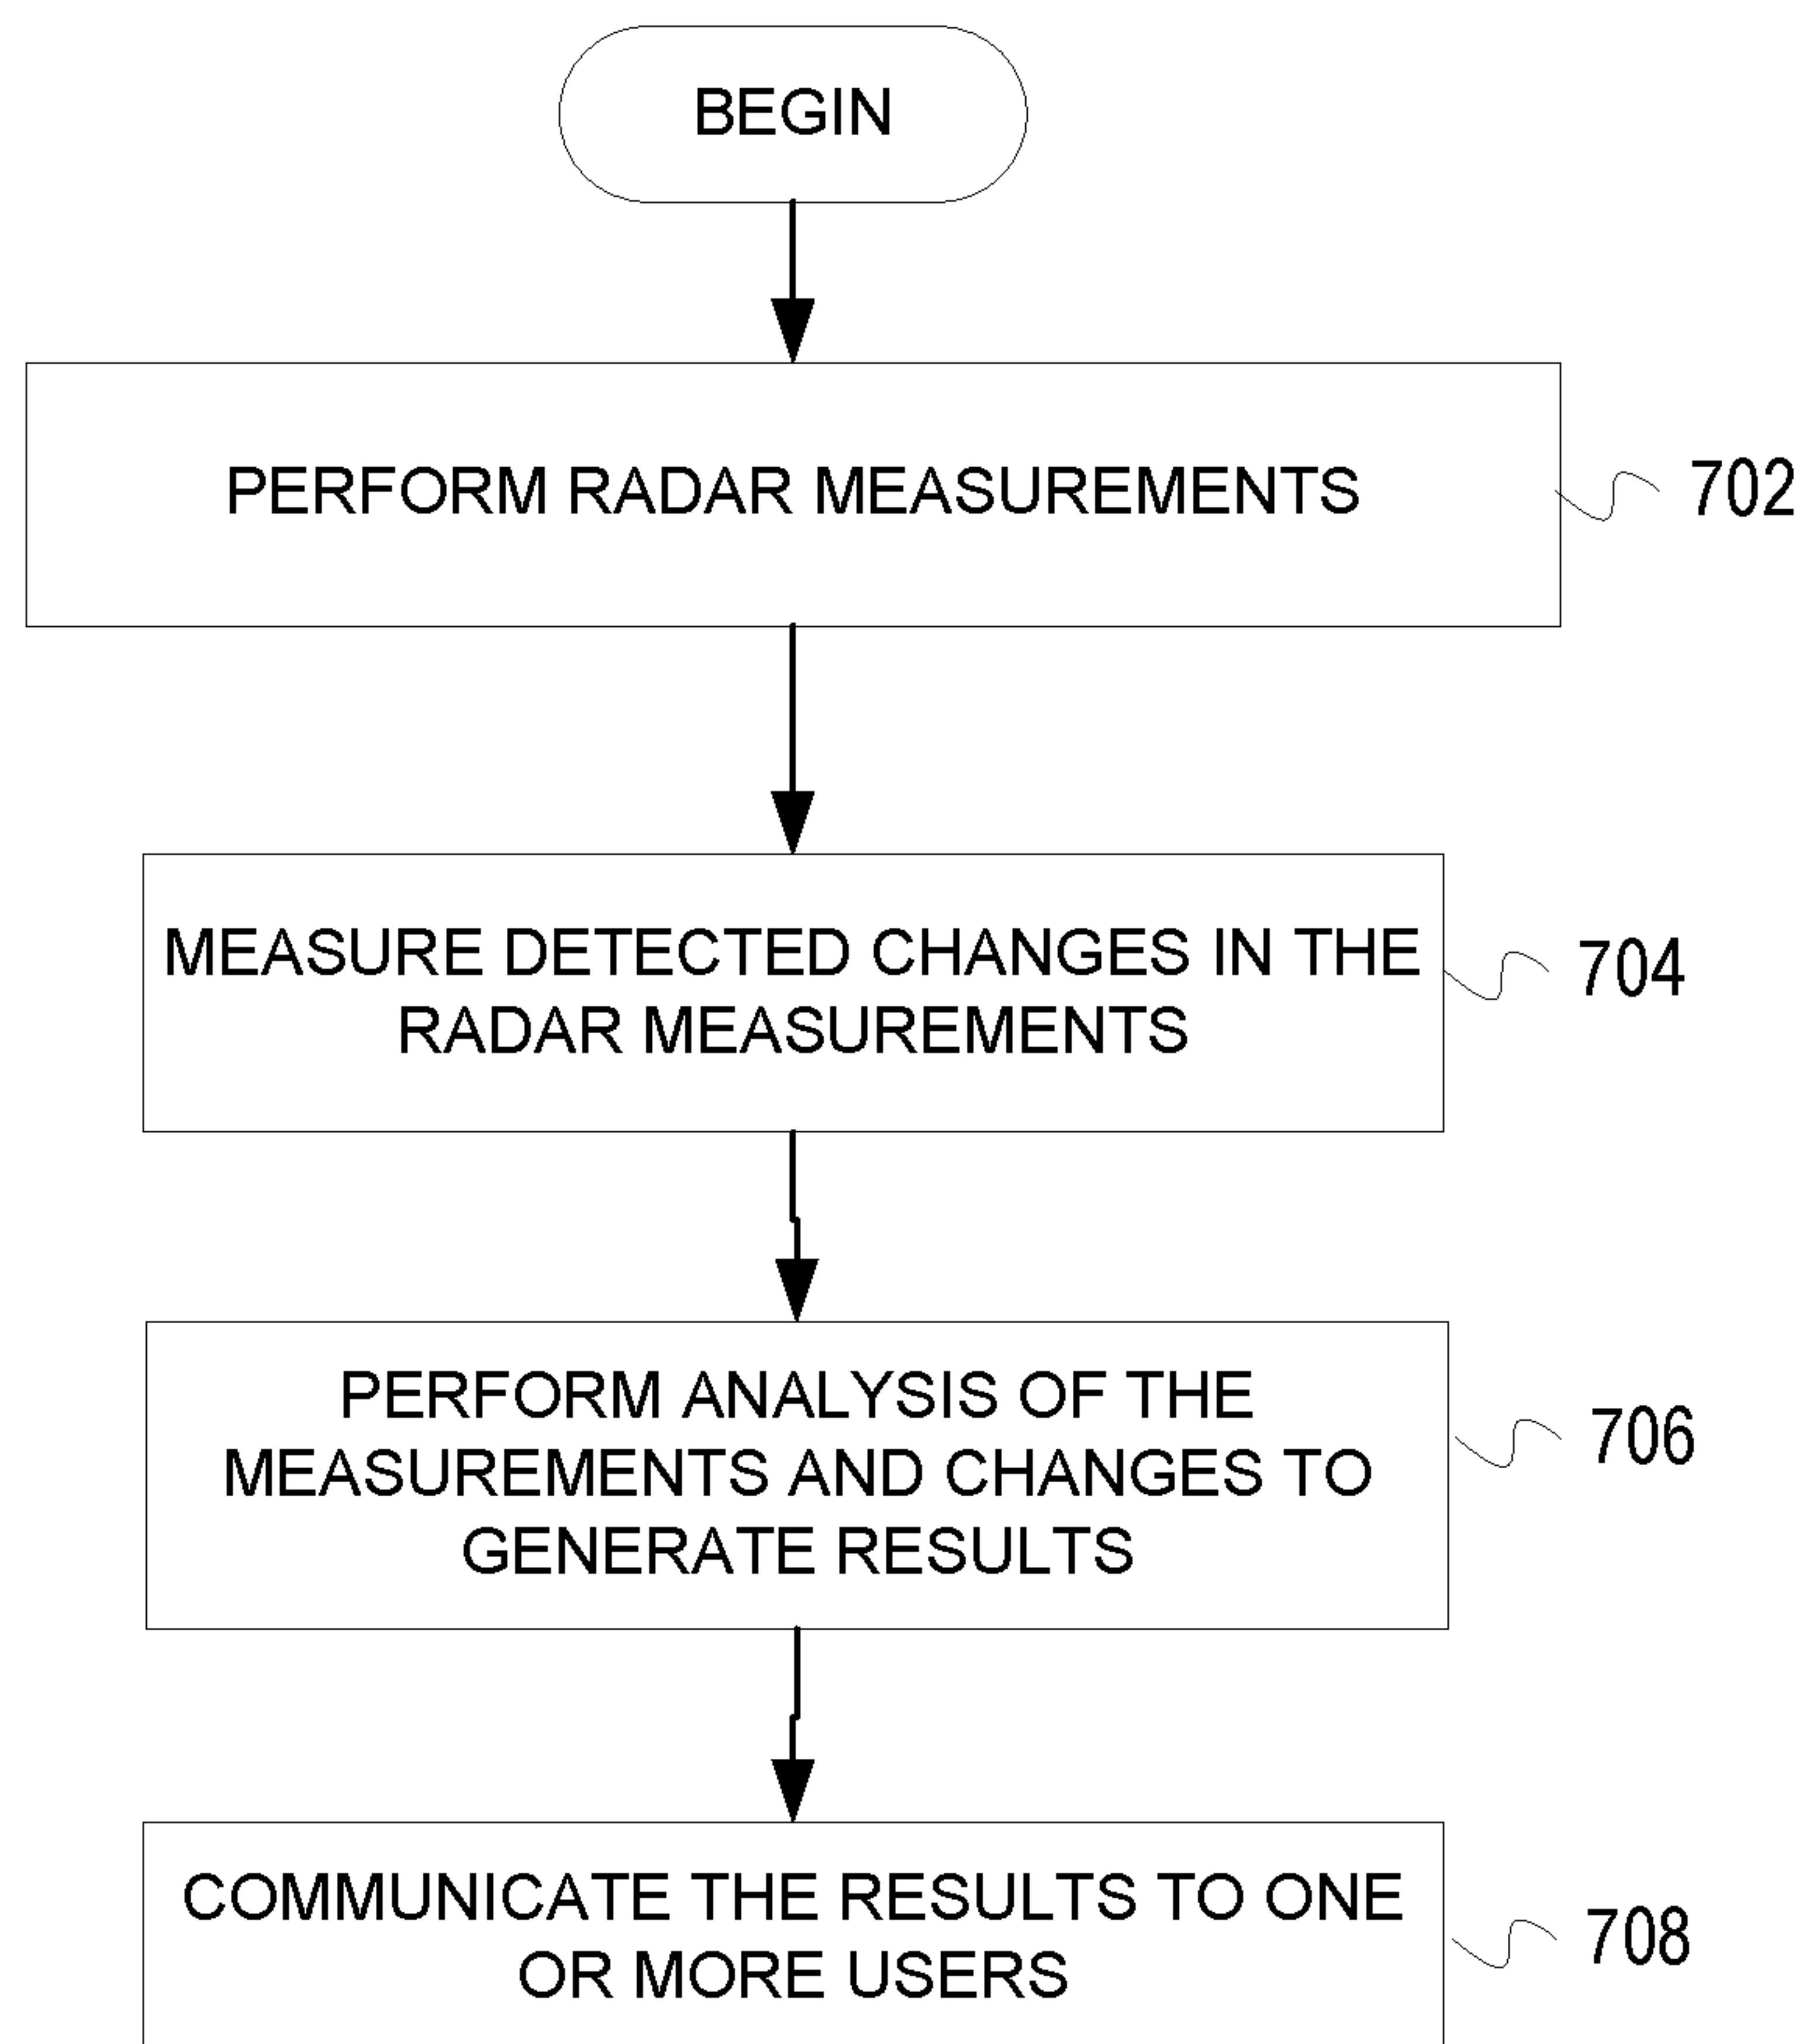 BEGIN
PERFORM RADAR MEASUREMENTS
702
MEASURE DETECTED CHANGES IN THE
RADAR MEASUREMENTS
704
PERFORM ANALYSIS OF THE
MEASUREMENTS AND CHANGES TO
GENERATE RESULTS
706
COMMUNICATE THE RESULTS TO ONE
OR MORE USERS
708